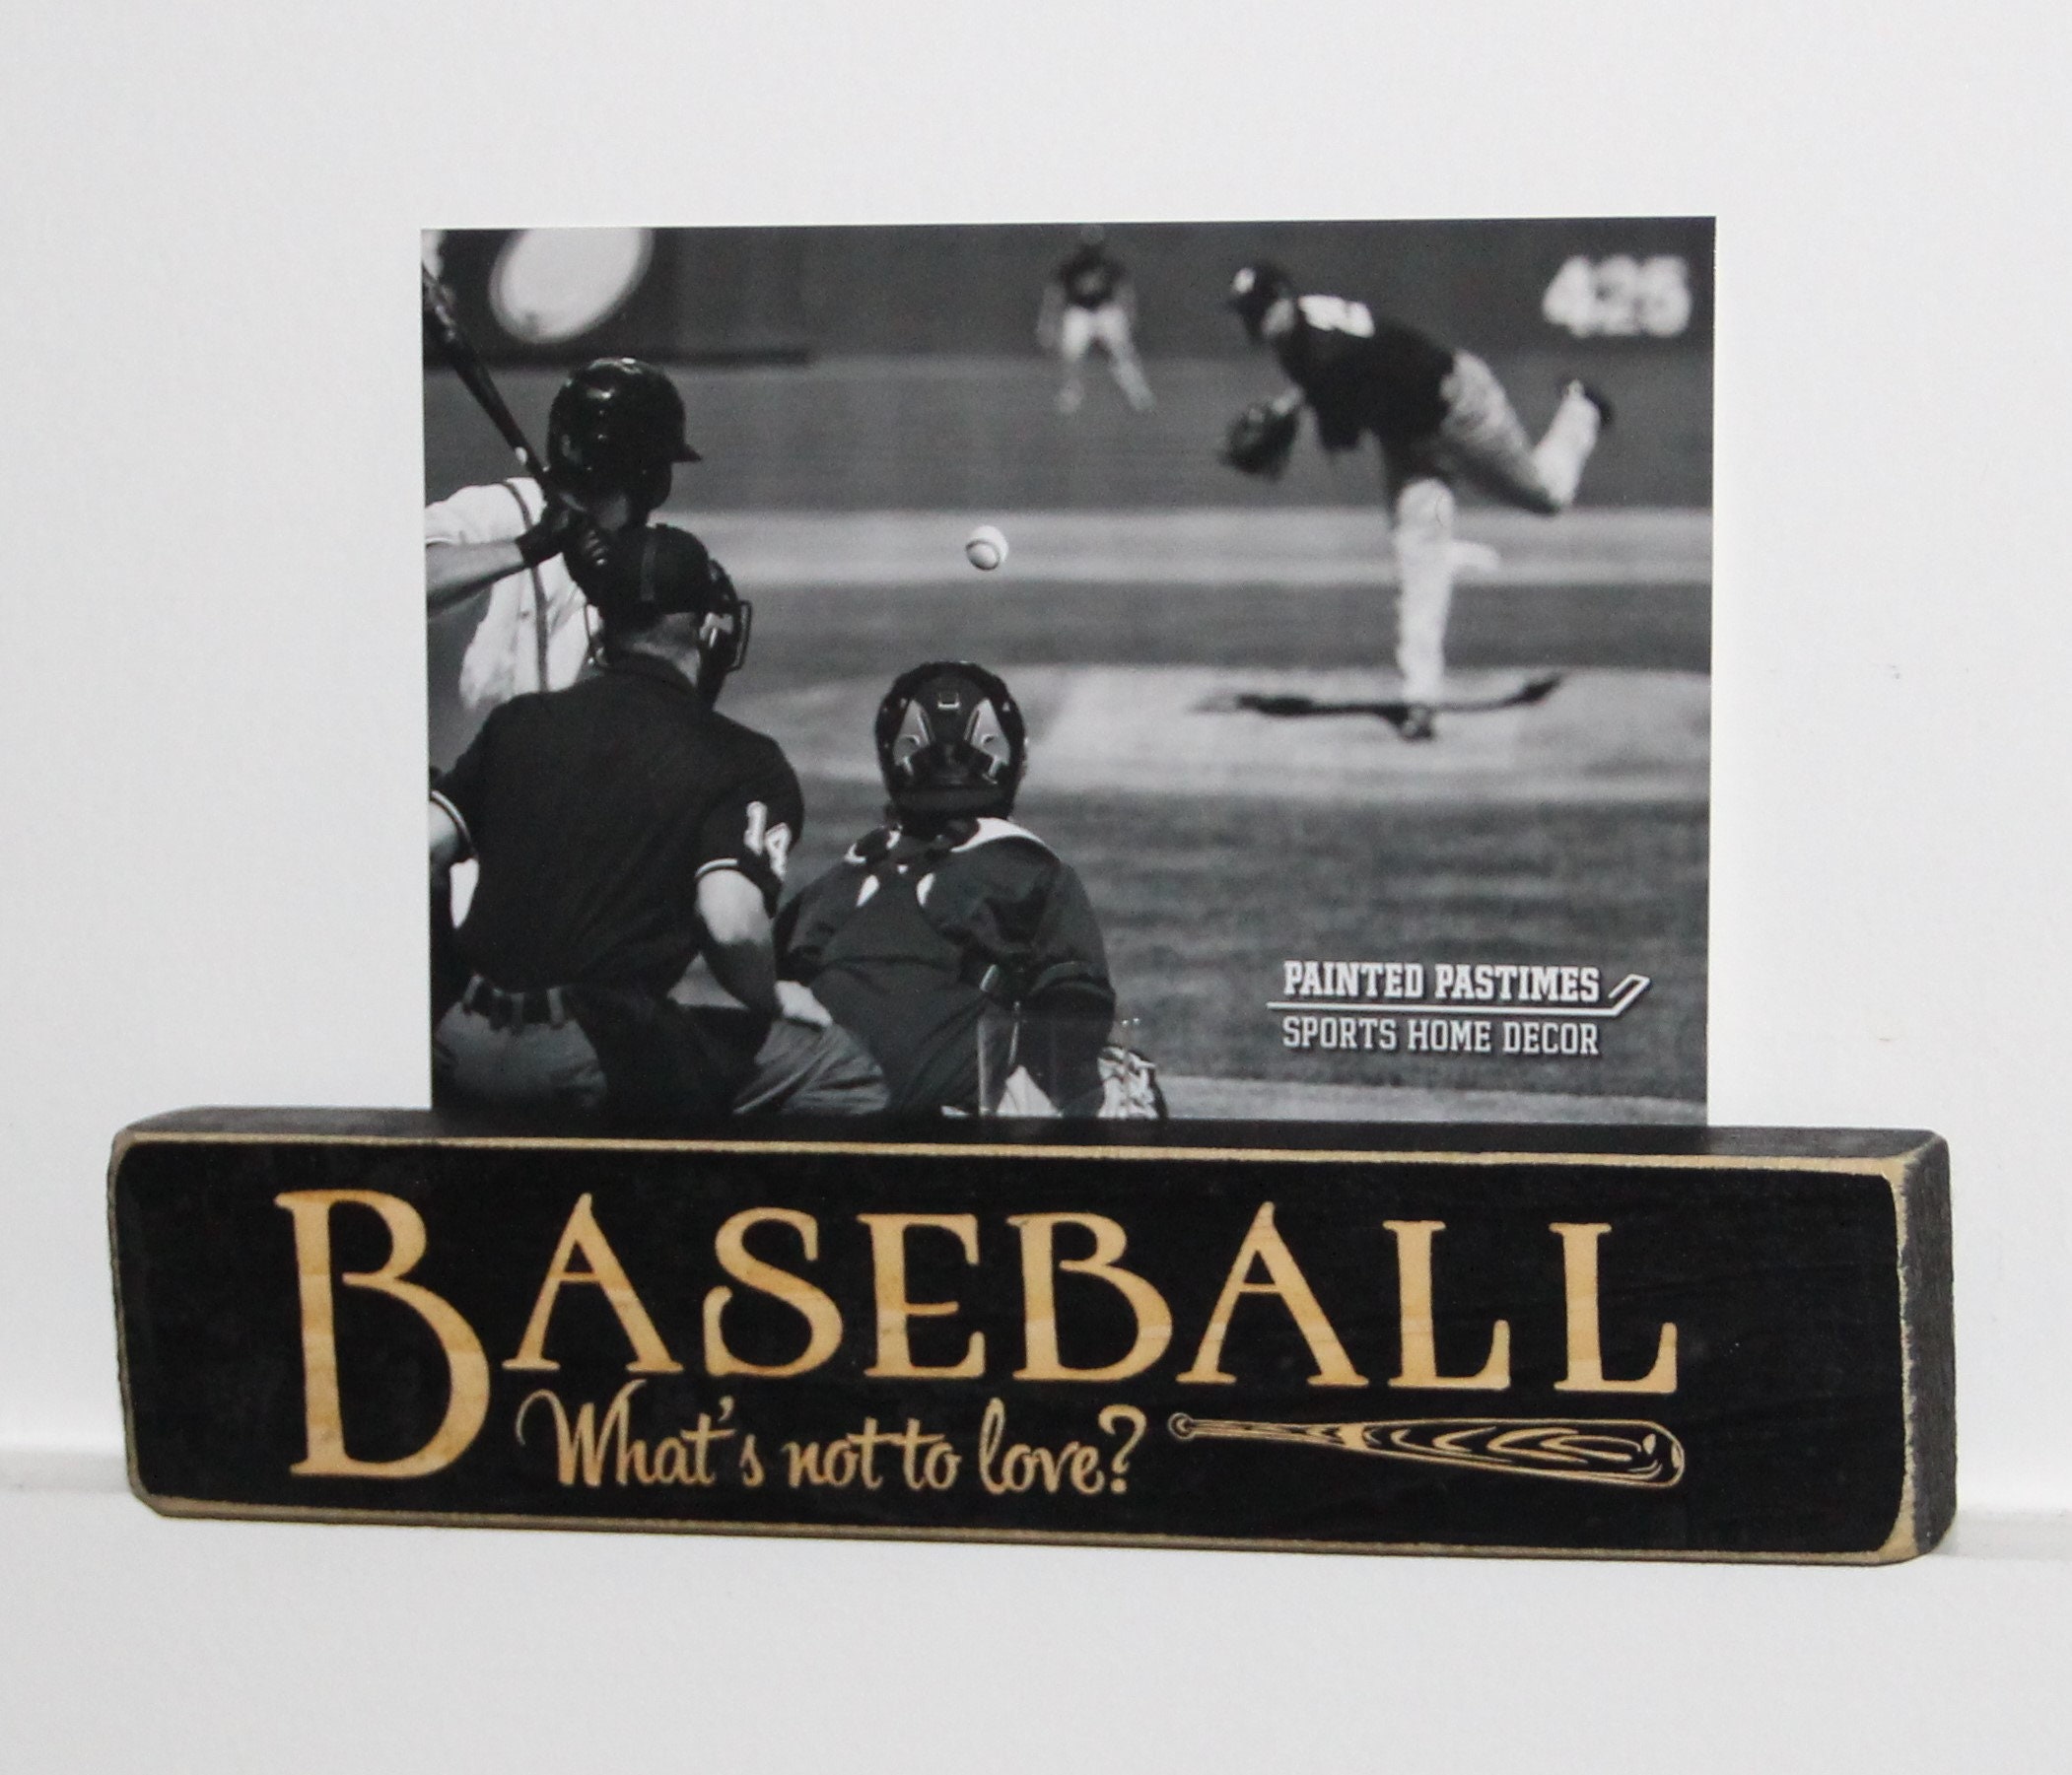 425
14
PAINTED PASTIMES
SPORTS HOME DECOR
BASEBALL
What's not to love?